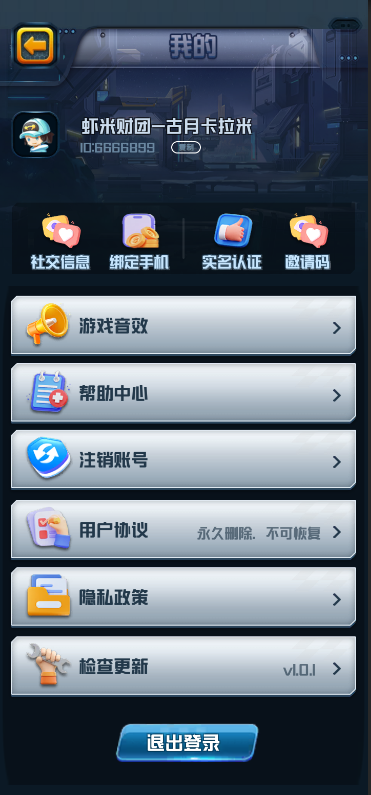 我的
虾米财团—古月卡拉米
ID:6666899 复制
社交信息 绑定手机 实名认证 邀请码
游戏音效
帮助中心
注销账号
用户协议 永久删除，不可恢复
隐私政策
检查更新 v1.0.1
退出登录